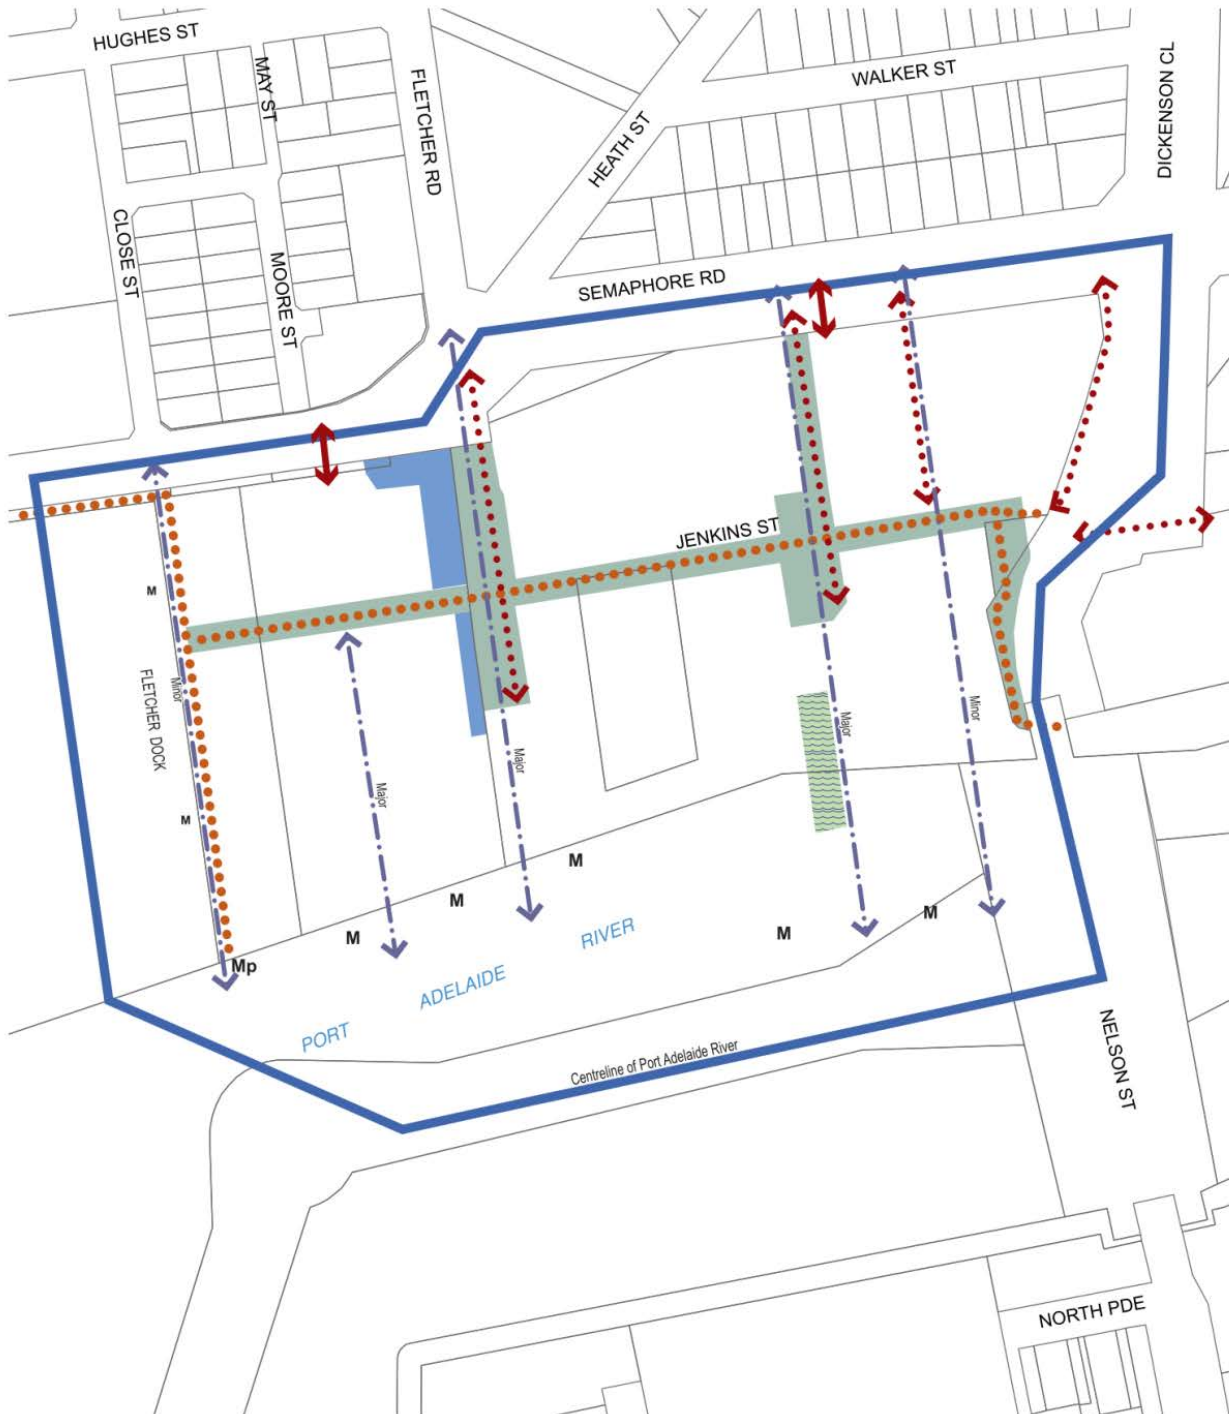 HUGHES ST
MAY ST
FLETCHER RD
HEATH ST
WALKER ST
DICKENSON CL
CLOSE ST
MOORE ST
SEMAPHORE RD
JENKINS ST
M
Minor
FLETCHER DOCK
Major
Major
Major
Minor
M
M
M
M
M
M
Mp
PORT ADELAIDE RIVER
Centreline of Port Adelaide River
NELSON ST
NORTH PDE